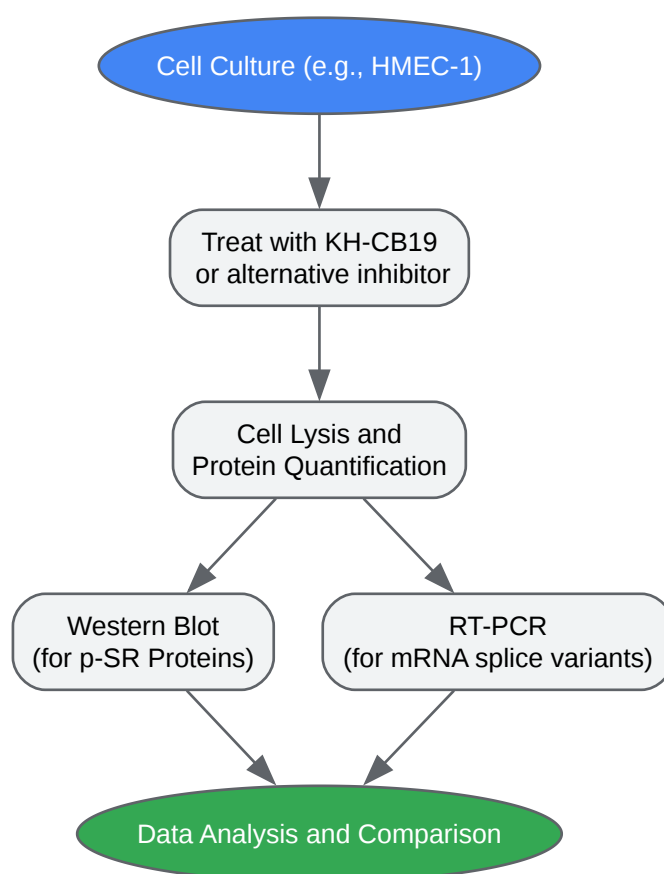 Cell Culture (e.g., HMEC-1)
Treat with KH-CB19
or alternative inhibitor
Cell Lysis and
Protein Quantification
Western Blot
(for p-SR Proteins)
RT-PCR
(for mRNA splice variants)
Data Analysis and Comparison